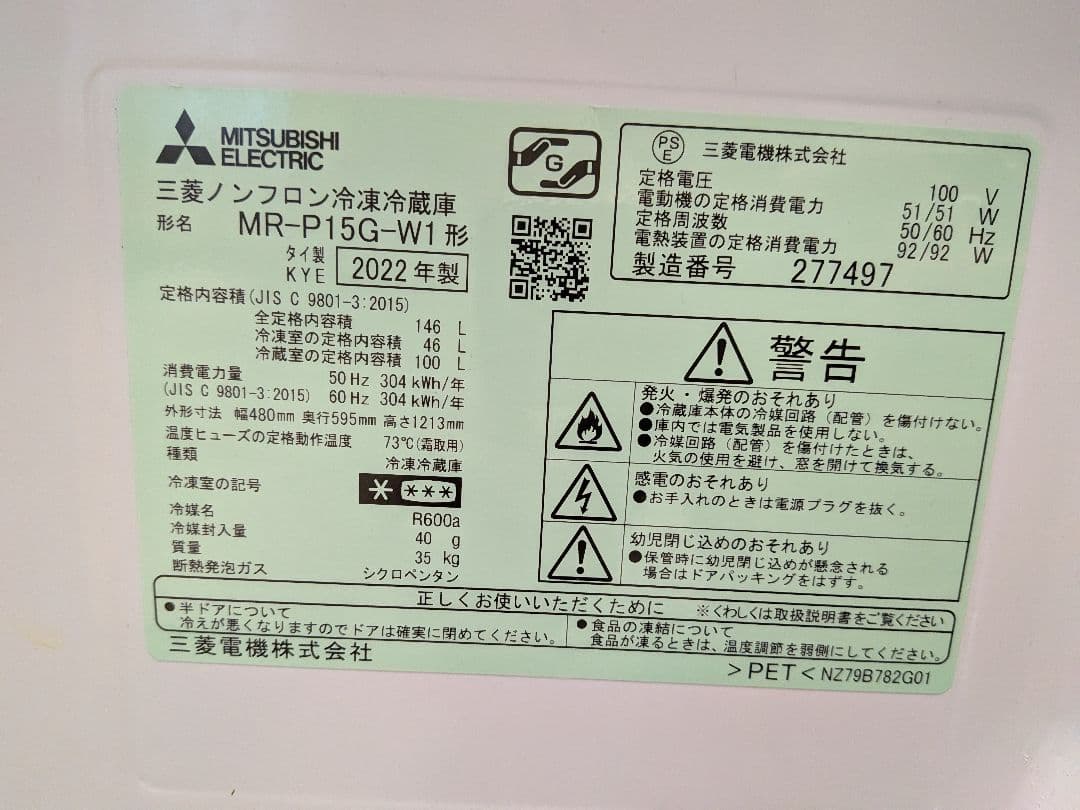 MITSUBISHI
ELECTRIC
三菱ノンフロン冷凍冷蔵庫
形名 MR-P15G-W1形
タイ製
KYE 2022年製
定格内容積(JIS C 9801-3:2015)
全定格内容積 146 L
冷凍室の定格内容積 46 L
冷蔵室の定格内容積 100 L
消費電力量 50Hz 304kWh/年
(JIS C 9801-3:2015) 60Hz 304kWh/年
外形寸法 幅480mm 奥行595mm 高さ1213mm
温度ヒューズの定格動作温度 73℃(霜取用)
種類 冷凍冷蔵庫
冷凍室の記号 * ***
冷媒名 R600a
冷媒封入量 40 g
質量 35 kg
断熱発泡ガス シクロペンタン
G
PS
E
三菱電機株式会社
定格電圧 100 V
電動機の定格消費電力 51/51 W
定格周波数 50/60 Hz
電熱装置の定格消費電力 92/92 W
製造番号 277497
警告
発火・爆発のおそれあり
●冷蔵庫本体の冷媒回路(配管)を傷付けない。
●庫内では電気製品を使用しない。
●冷媒回路(配管)を傷付けたときは、
火気の使用を避け、窓を開けて換気する。
感電のおそれあり
●お手入れのときは電源プラグを抜く。
幼児閉じ込めのおそれあり
●保管時に幼児閉じ込めが懸念される
場合はドアパッキングをはずす。
正しくお使いいただくために ※くわしくは取扱説明書をご覧ください
●半ドアについて
冷えが悪くなりますのでドアは確実に閉めてください。
●食品の凍結について
食品が凍るときは、温度調節を弱側にしてください。
三菱電機株式会社
>PET< NZ79B782G01